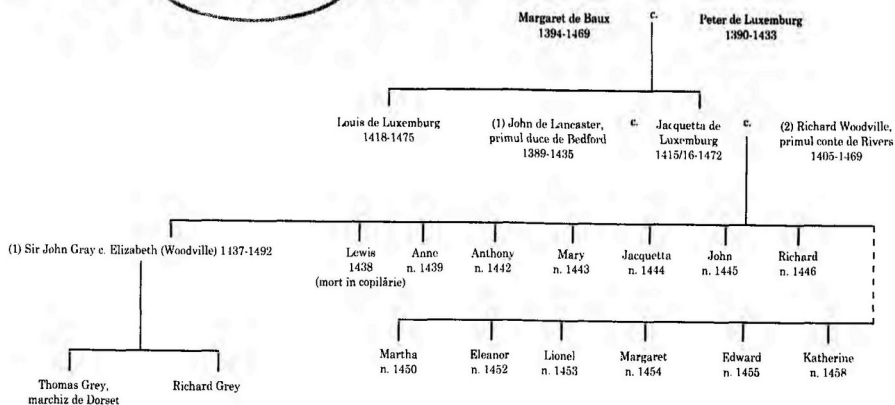 Margaret de Baux c. Peter de Luxemburg
1394-1469 1390-1433
Louis de Luxemburg
1418-1475
(1) John de Lancaster,
primul duce de Bedford
1389-1435
c.
Jacquetta de
Luxemburg
1415/16-1472
c.
(2) Richard Woodville,
primul conte de Rivers
1405-1469
(1) Sir John Gray c. Elizabeth (Woodville) 1437-1492
Lewis
1438
(mort în copilărie)
Anne
n. 1439
Anthony
n. 1442
Mary
n. 1443
Jacquetta
n. 1444
John
n. 1445
Richard
n. 1446
Martha
n. 1450
Eleanor
n. 1452
Lionel
n. 1453
Margaret
n. 1454
Edward
n. 1455
Katherine
n. 1458
Thomas Grey,
marchiz de Dorset
Richard Grey